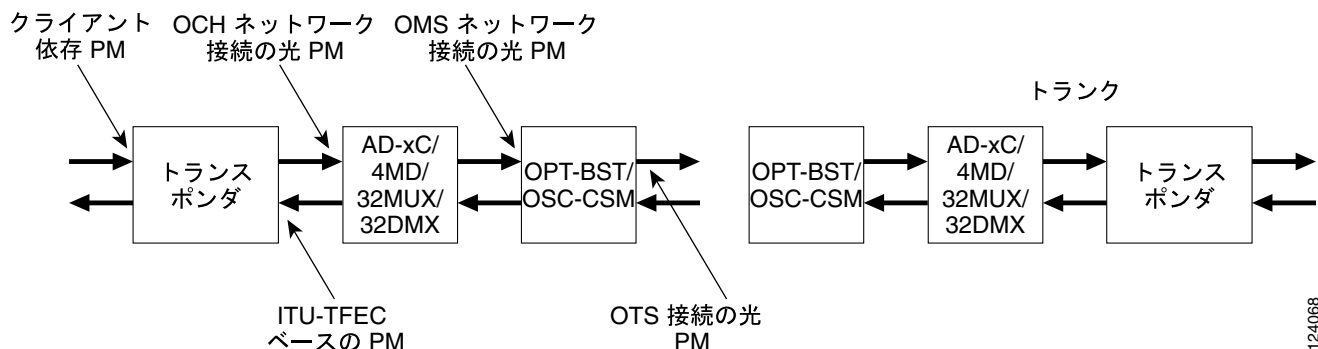 クライアント
依存 PM
OCH ネットワーク
接続の光 PM
OMS ネットワーク
接続の光 PM
トランク
トランス
ポンダ
AD-xC/
4MD/
32MUX/
32DMX
OPT-BST/
OSC-CSM
OPT-BST/
OSC-CSM
AD-xC/
4MD/
32MUX/
32DMX
トランス
ポンダ
ITU-TFEC
ベースの PM
OTS 接続の光
PM
124068